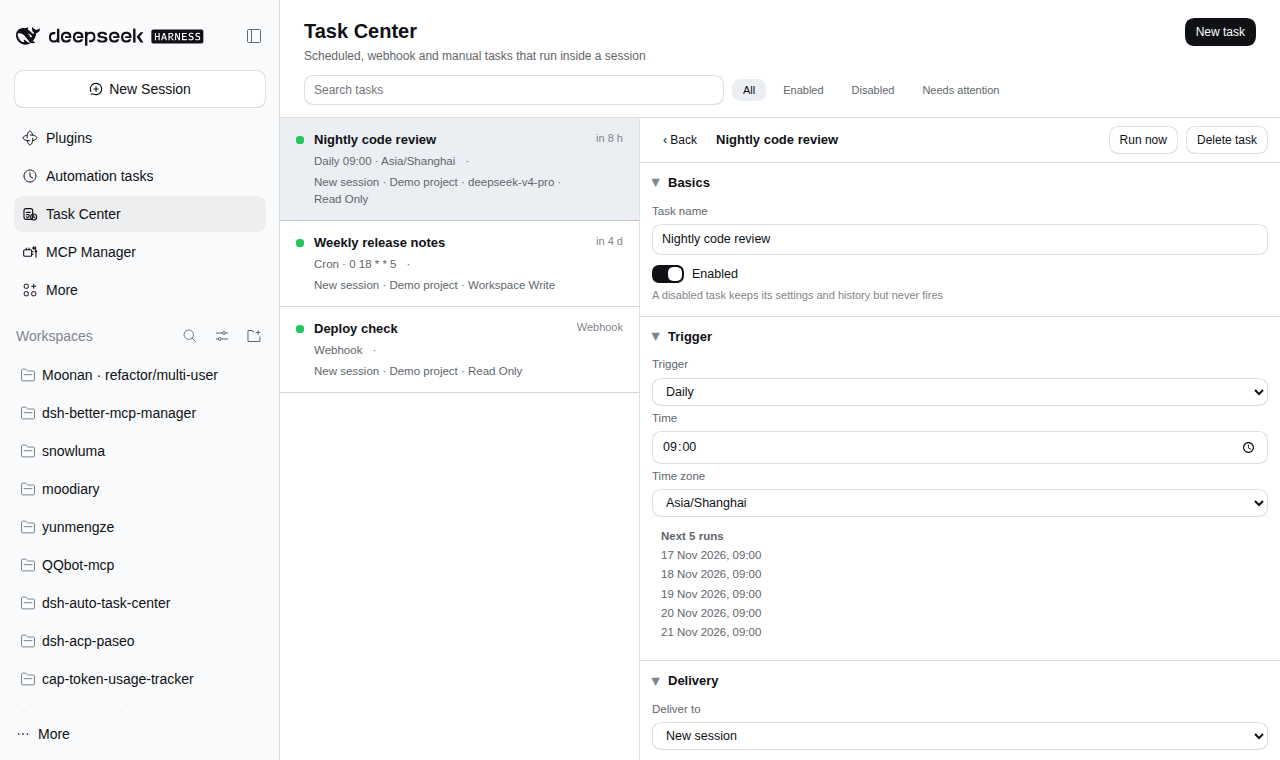 deepseek HARNESS
New Session
Plugins
Automation tasks
Task Center
MCP Manager
More
Workspaces
Moonan · refactor/multi-user
dsh-better-mcp-manager
snowluma
moodiary
yunmengze
QQbot-mcp
dsh-auto-task-center
dsh-acp-paseo
cap-token-usage-tracker
··· More
Task Center
New task
Scheduled, webhook and manual tasks that run inside a session
Search tasks
All Enabled Disabled Needs attention
Nightly code review in 8 h
Daily 09:00 · Asia/Shanghai ·
New session · Demo project · deepseek-v4-pro ·
Read Only
Weekly release notes in 4 d
Cron · 0 18 * * 5 ·
New session · Demo project · Workspace Write
Deploy check Webhook
Webhook ·
New session · Demo project · Read Only
‹ Back Nightly code review Run now Delete task
▼ Basics
Task name
Nightly code review
Enabled
A disabled task keeps its settings and history but never fires
▼ Trigger
Trigger
Daily
Time
09:00
Time zone
Asia/Shanghai
Next 5 runs
17 Nov 2026, 09:00
18 Nov 2026, 09:00
19 Nov 2026, 09:00
20 Nov 2026, 09:00
21 Nov 2026, 09:00
▼ Delivery
Deliver to
New session